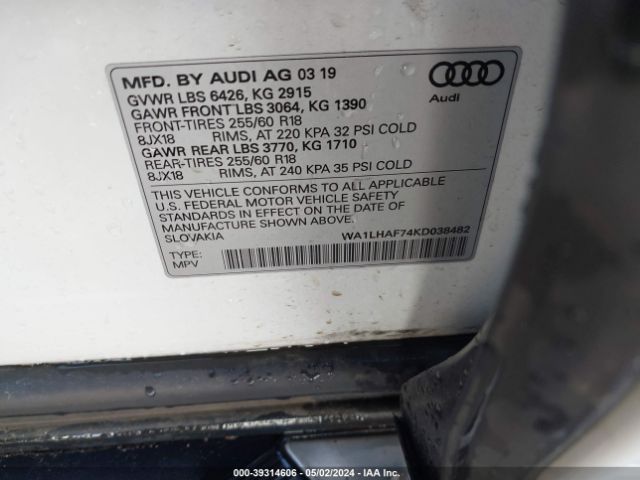 MFD. BY AUDI AG 03 19
GVWR LBS 6426, KG 2915
GAWR FRONT LBS 3064, KG 1390
FRONT-TIRES 255/60 R18
8JX18 RIMS, AT 220 KPA 32 PSI COLD
GAWR REAR LBS 3770, KG 1710
REAR-TIRES 255/60 R18
8JX18 RIMS, AT 240 KPA 35 PSI COLD
Audi
THIS VEHICLE CONFORMS TO ALL APPLICABLE
U.S. FEDERAL MOTOR VEHICLE SAFETY
STANDARDS IN EFFECT ON THE DATE OF
MANUFACTURE SHOWN ABOVE.
SLOVAKIA WA1LHAF74KD038482
TYPE:
MPV
00-39314606 - 05/02/2024 - IAA Inc.